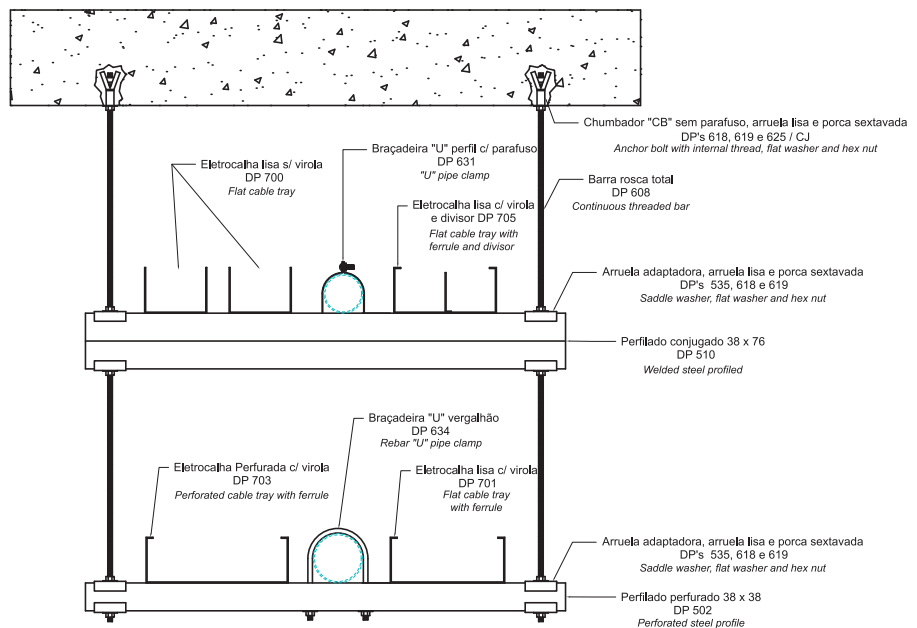 Chumbador "CB" sem parafuso, arruela lisa e porca sextavada
DP's 618, 619 e 625 / CJ
Anchor bolt with internal thread, flat washer and hex nut
Braçadeira "U" perfil c/ parafuso
DP 631
"U" pipe clamp
Eletrocalha lisa s/ virola
DP 700
Flat cable tray
Barra rosca total
DP 608
Continuous threaded bar
Eletrocalha lisa c/ virola
e divisor DP 705
Flat cable tray with
ferrule and divisor
Arruela adaptadora, arruela lisa e porca sextavada
DP's 535, 618 e 619
Saddle washer, flat washer and hex nut
Perfilado conjugado 38 x 76
DP 510
Welded steel profiled
Braçadeira "U" vergalhão
DP 634
Rebar "U" pipe clamp
Eletrocalha Perfurada c/ virola
DP 703
Perforated cable tray with ferrule
Eletrocalha lisa c/ virola
DP 701
Flat cable tray
with ferrule
Arruela adaptadora, arruela lisa e porca sextavada
DP's 535, 618 e 619
Saddle washer, flat washer and hex nut
Perfilado perfurado 38 x 38
DP 502
Perforated steel profile